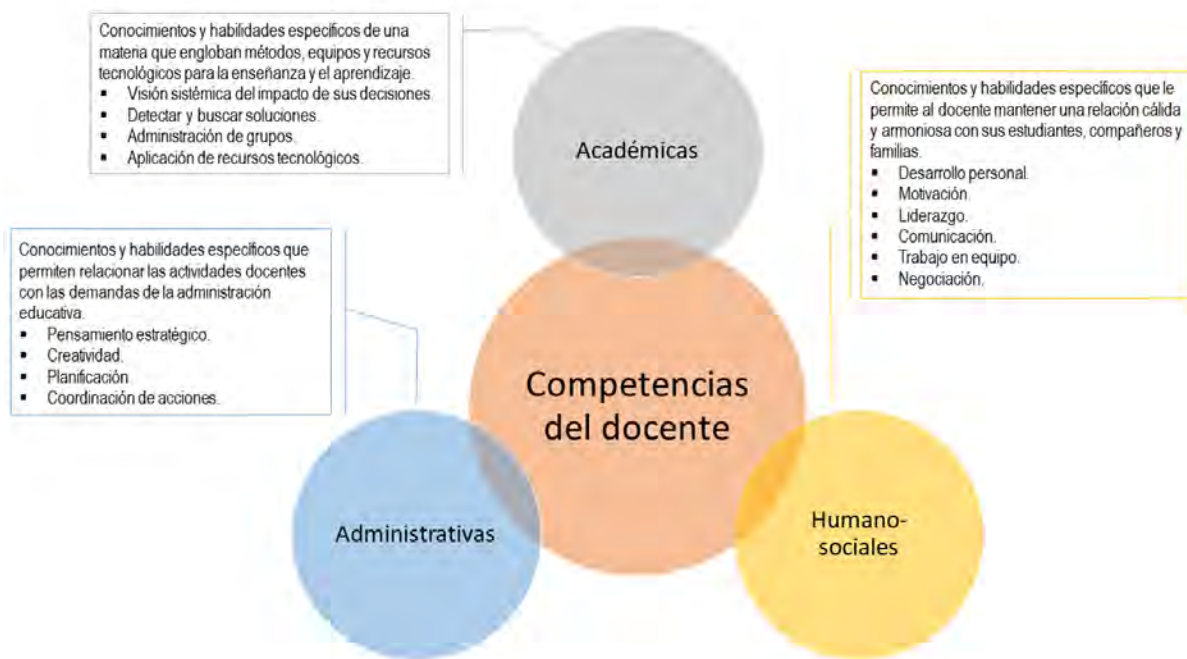 Conocimientos y habilidades específicos de una
materia que engloban métodos, equipos y recursos
tecnológicos para la enseñanza y el aprendizaje.
▪ Visión sistémica del impacto de sus decisiones
▪ Detectar y buscar soluciones.
▪ Administración de grupos.
▪ Aplicación de recursos tecnológicos.
Académicas
Conocimientos y habilidades específicos que le
permite al docente mantener una relación cálida
y armoniosa con sus estudiantes, compañeros y
familias.
▪ Desarrollo personal.
▪ Motivación
▪ Liderazgo.
▪ Comunicación.
▪ Trabajo en equipo.
▪ Negociación.
Conocimientos y habilidades específicos que
permiten relacionar las actividades docentes
con las demandas de la administración
educativa.
▪ Pensamiento estratégico.
▪ Creatividad.
▪ Planificación
▪ Coordinación de acciones.
Competencias
del docente
Administrativas
Humano-
sociales